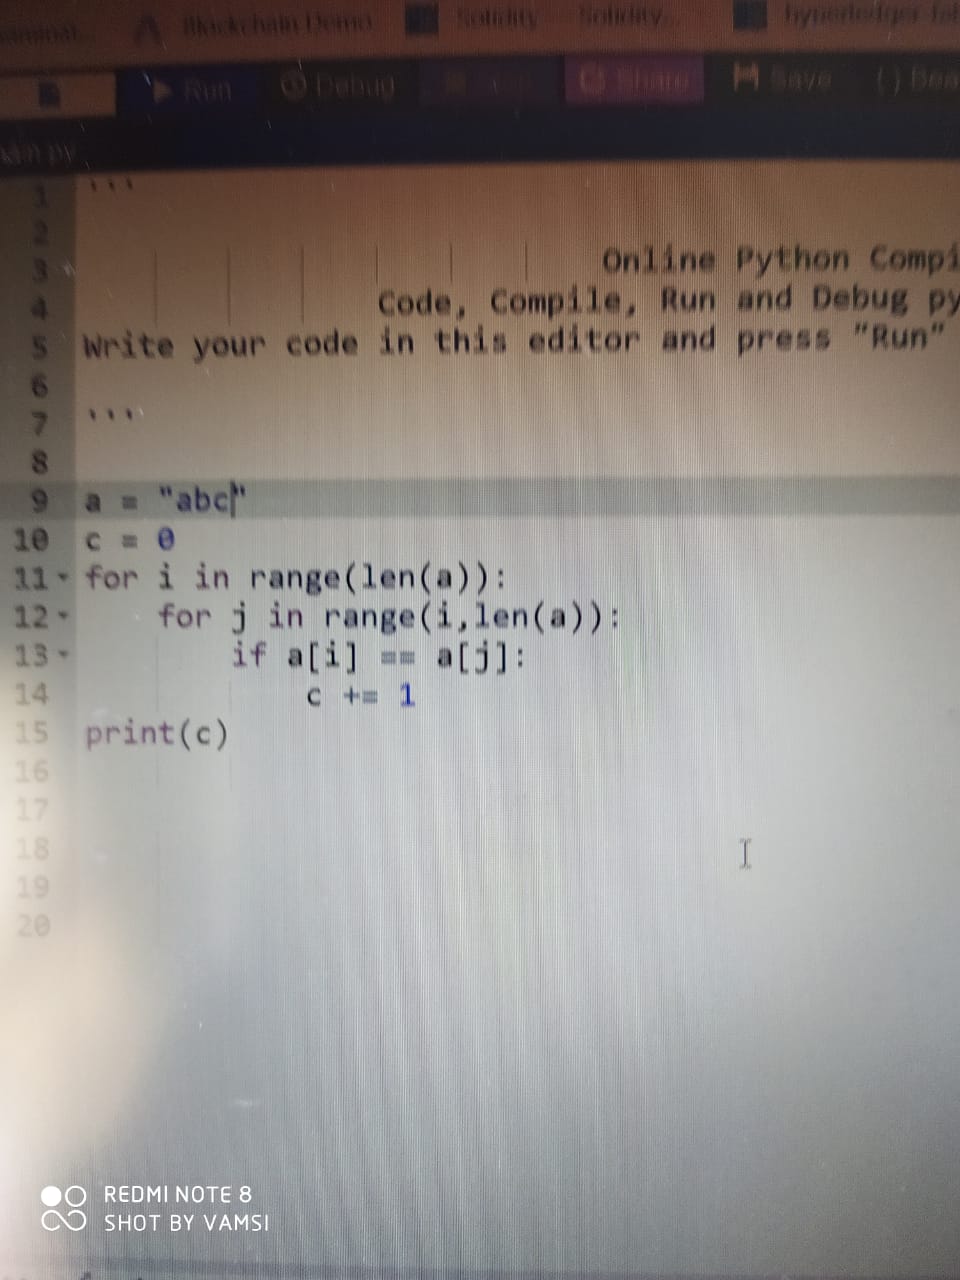 Blockchain Demo Solidity Solidity...
Run Debug Share Save
main.py
1 '''
2
3 Online Python Compi
4 Code, Compile, Run and Debug py
5 Write your code in this editor and press "Run"
6
7 '''
8
9 a = "abc"
10 c = 0
11 for i in range(len(a)):
12 for j in range(i,len(a)):
13 if a[i] == a[j]:
14 c += 1
15 print(c)
16
17
18
19
20
REDMI NOTE 8
SHOT BY VAMSI